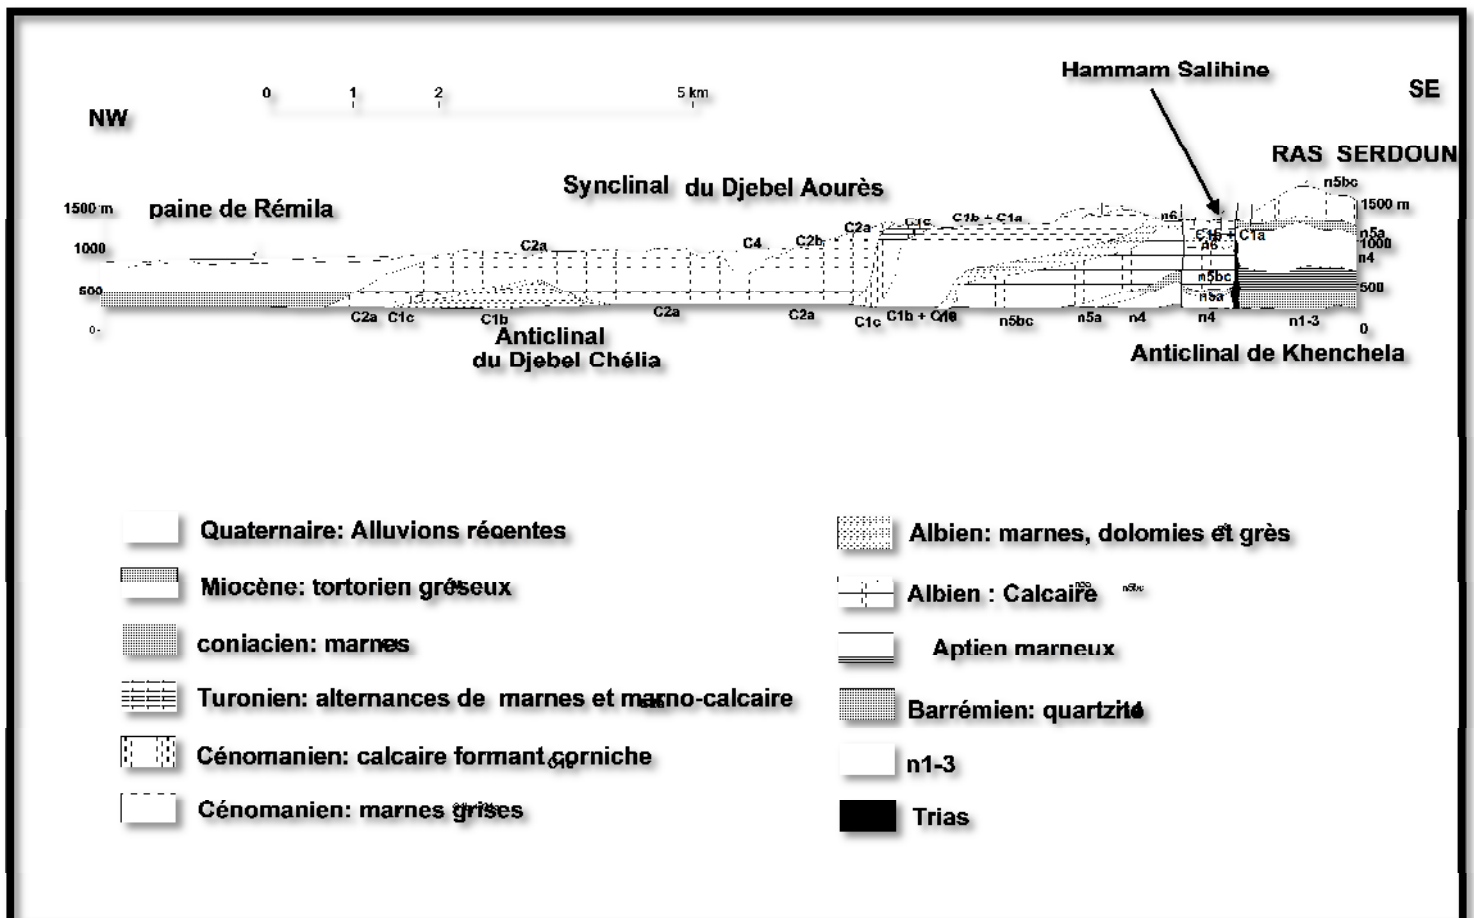 Hammam Salihine
0 1 2 5 km
SE
NW
RAS SERDOUN
n5bc
Synclinal du Djebel Aourès
1500 m
paine de Rémila
1500 m
n6
C1c
C1b + C1a
C2a
n5a
C1b + C1a
C2a
C4
C2b
1000
n6
1000
n4
n5bc
500
500
n5a
C2a
C1c
C1b
C2a
C2a
C1c
C1b + C1a
n5bc
n5a
n4
n4
n1-3
0
0-
Anticlinal
du Djebel Chélia
Anticlinal de Khenchela
Quaternaire: Alluvions récentes
Miocène: tortorien gréseux
coniacien: marnes
Turonien: alternances de marnes et marno-calcaire
Cénomanien: calcaire formant corniche
Cénomanien: marnes grises
Albien: marnes, dolomies et grès
Albien : Calcaire
n5bc
Aptien marneux
Barrémien: quartzite
n1-3
Trias